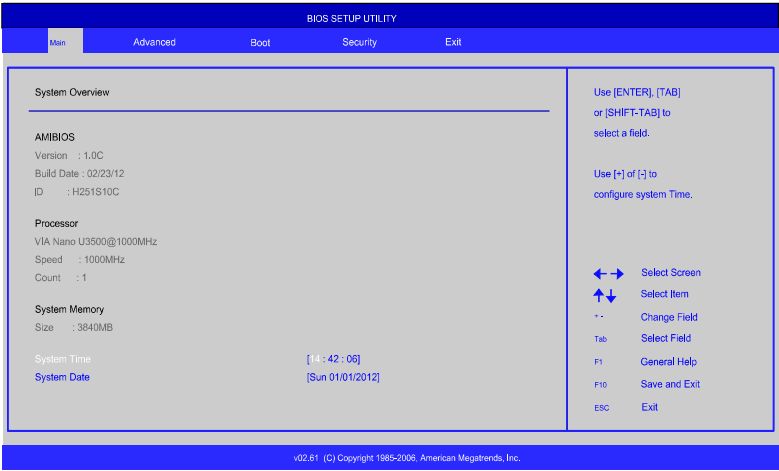 BIOS SETUP UTILITY
Main Advanced Boot Security Exit
System Overview
AMIBIOS
Version : 1.0C
Build Date : 02/23/12
ID : H251S10C
Processor
VIA Nano U3500@1000MHz
Speed : 1000MHz
Count : 1
System Memory
Size : 3840MB
System Time [14 : 42 : 06]
System Date [Sun 01/01/2012]
Use [ENTER], [TAB]
or [SHIFT-TAB] to
select a field.
Use [+] of [-] to
configure system Time.
Select Screen
Select Item
+ - Change Field
Tab Select Field
F1 General Help
F10 Save and Exit
ESC Exit
v02.61 (C) Copyright 1985-2006, American Megatrends, Inc.